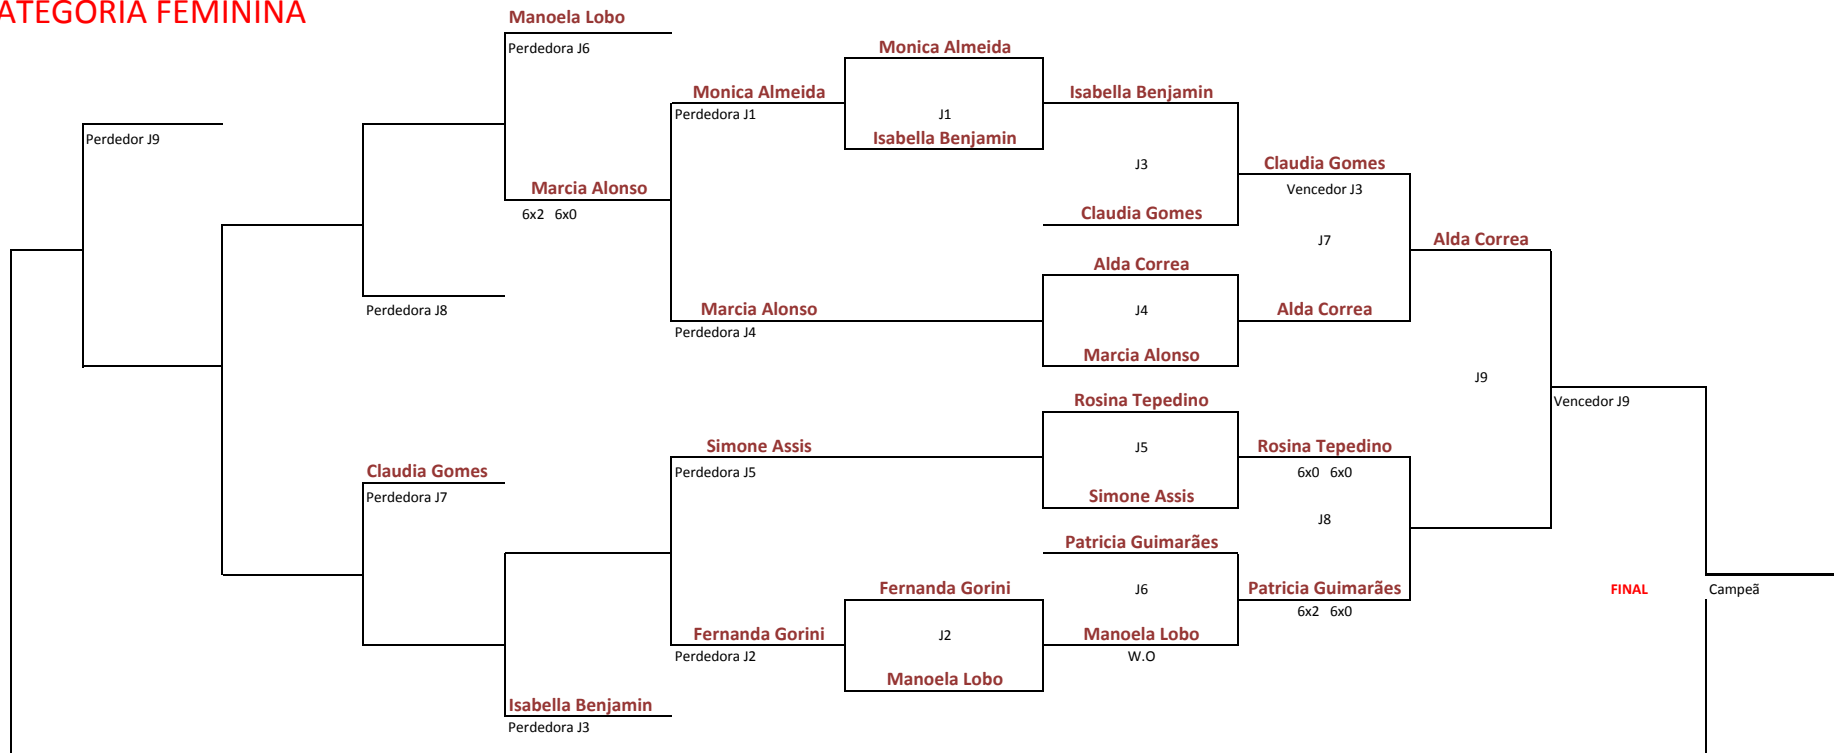 ATEGORIA FEMININA
Manoela Lobo
Perdedora J6
Monica Almeida
Monica Almeida
Isabella Benjamin
Perdedora J1
J1
Perdedor J9
Isabella Benjamin
J3
Claudia Gomes
Marcia Alonso
Vencedor J3
6x2 6x0
Claudia Gomes
J7
Alda Correa
Alda Correa
Perdedora J8
Marcia Alonso
J4
Alda Correa
Perdedora J4
Marcia Alonso
J9
Rosina Tepedino
Vencedor J9
Simone Assis
J5
Rosina Tepedino
Claudia Gomes
Perdedora J5
6x0 6x0
Perdedora J7
Simone Assis
J8
Patricia Guimarães
Fernanda Gorini
J6
Patricia Guimarães
FINAL
Campeã
6x2 6x0
Fernanda Gorini
J2
Manoela Lobo
Perdedora J2
W.O
Manoela Lobo
Isabella Benjamin
Perdedora J3